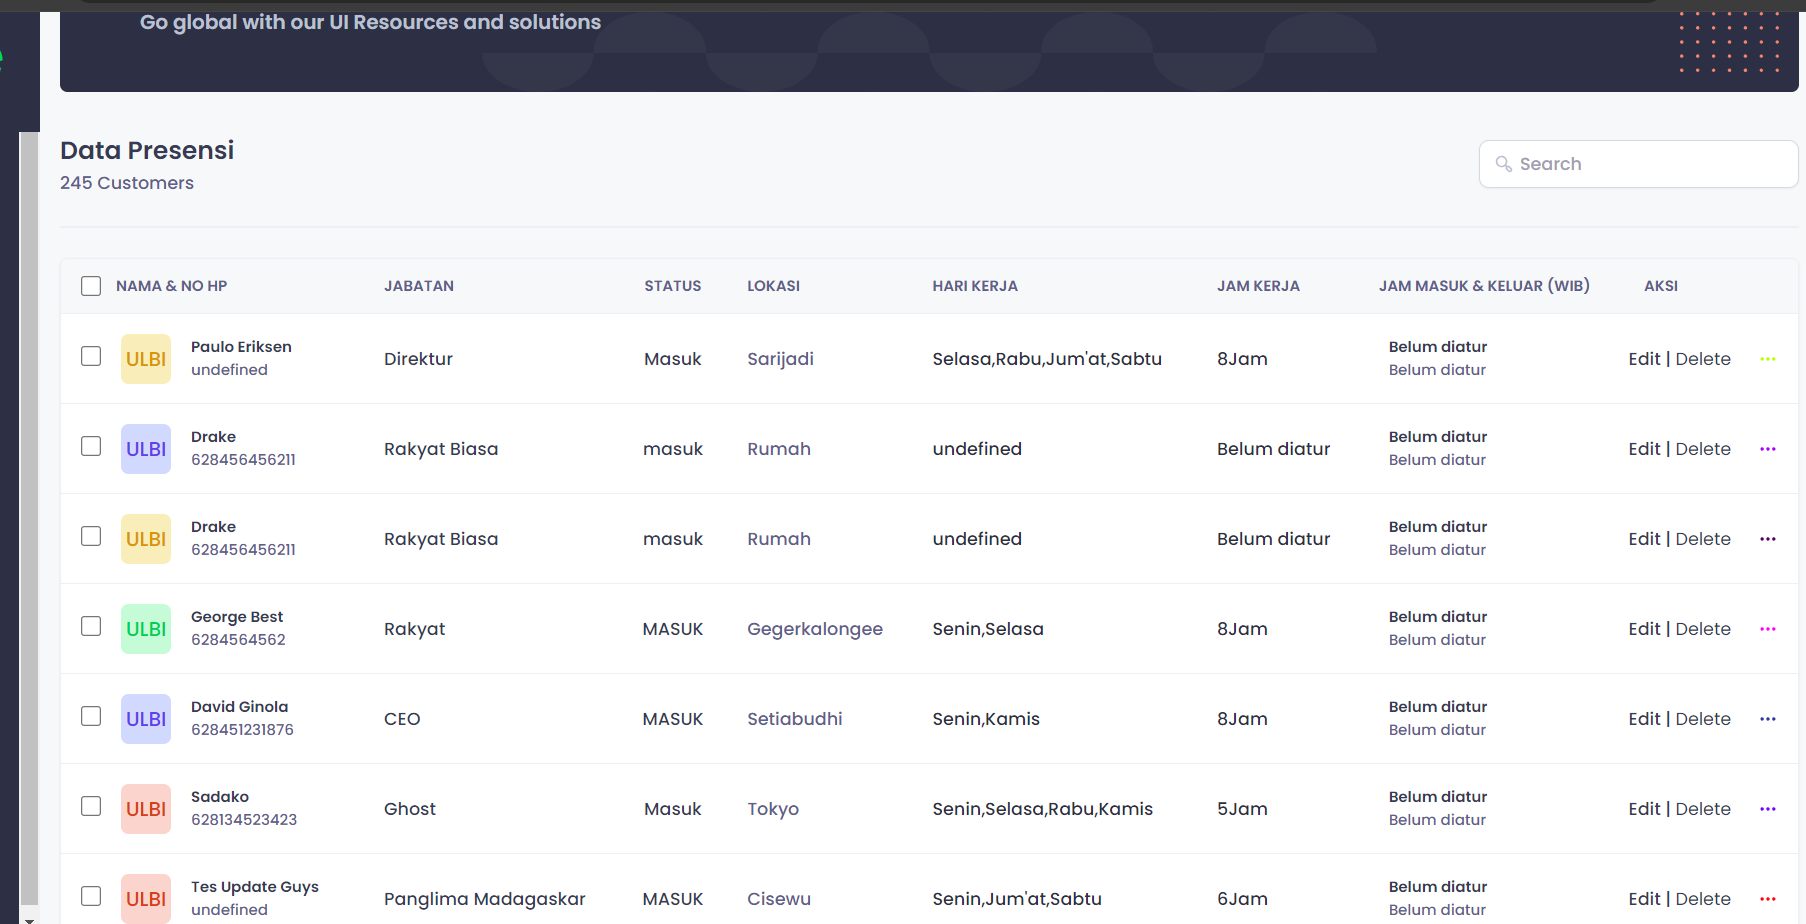 Go global with our UI Resources and solutions
Data Presensi
245 Customers
Search
NAMA & NO HP JABATAN STATUS LOKASI HARI KERJA JAM KERJA JAM MASUK & KELUAR (WIB) AKSI
ULBI Paulo Eriksen undefined Direktur Masuk Sarijadi Selasa,Rabu,Jum'at,Sabtu 8Jam Belum diatur Belum diatur Edit | Delete ...
ULBI Drake 628456456211 Rakyat Biasa masuk Rumah undefined Belum diatur Belum diatur Belum diatur Edit | Delete ...
ULBI Drake 628456456211 Rakyat Biasa masuk Rumah undefined Belum diatur Belum diatur Belum diatur Edit | Delete ...
ULBI George Best 6284564562 Rakyat MASUK Gegerkalongee Senin,Selasa 8Jam Belum diatur Belum diatur Edit | Delete ...
ULBI David Ginola 628451231876 CEO MASUK Setiabudhi Senin,Kamis 8Jam Belum diatur Belum diatur Edit | Delete ...
ULBI Sadako 628134523423 Ghost Masuk Tokyo Senin,Selasa,Rabu,Kamis 5Jam Belum diatur Belum diatur Edit | Delete ...
ULBI Tes Update Guys undefined Panglima Madagaskar MASUK Cisewu Senin,Jum'at,Sabtu 6Jam Belum diatur Belum diatur Edit | Delete ...